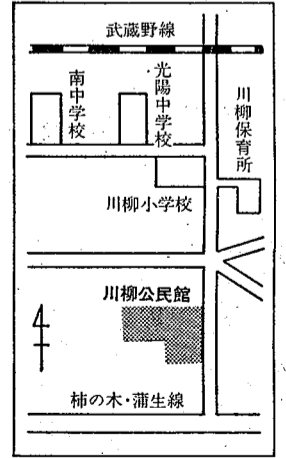 武蔵野線
南中学校
光陽中学校
川柳保育所
川柳小学校
川柳公民館
柿の木・蒲生線